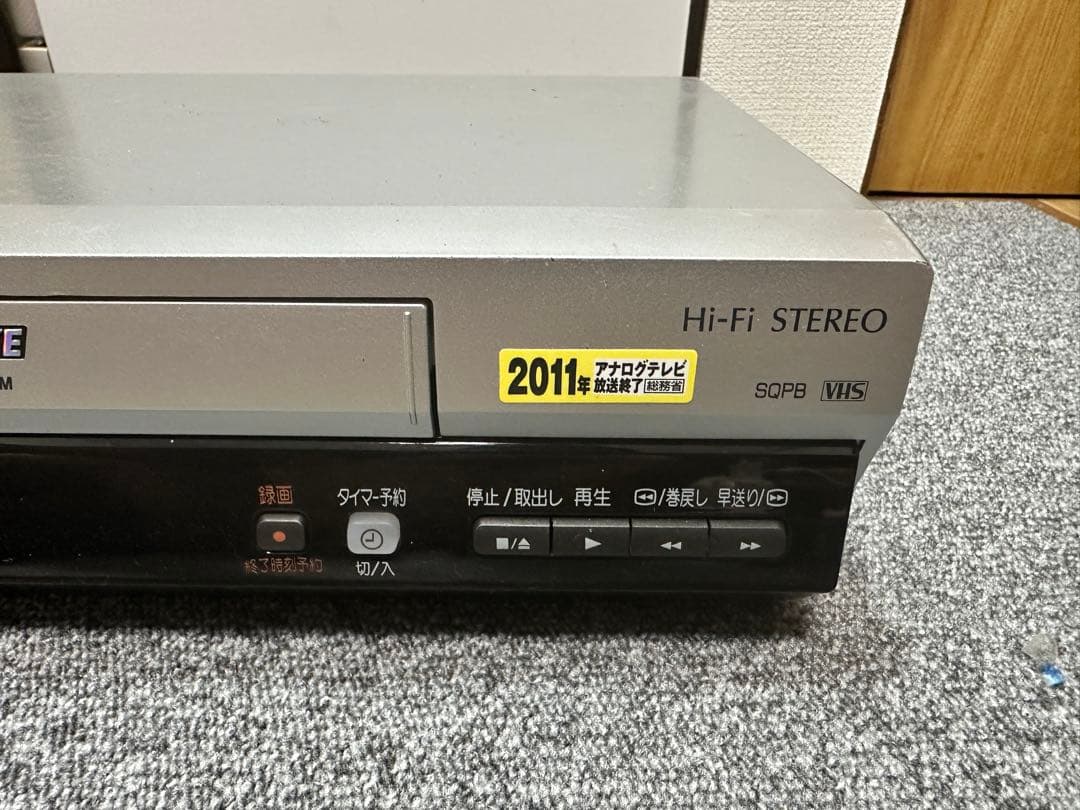 Hi-Fi STEREO
2011年 アナログテレビ
放送終了 総務省
SQPB VHS
録画 タイマー予約 停止/取出し 再生 /巻戻し 早送り/
終了時刻予約 切/入